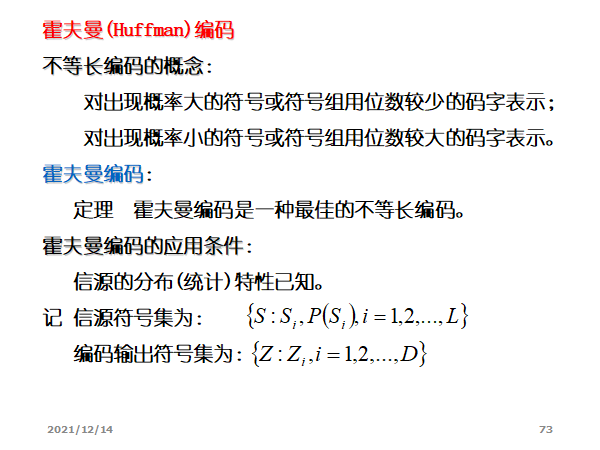 霍夫曼(Huffman)编码
不等长编码的概念：
对出现概率大的符号或符号组用位数较少的码字表示；
对出现概率小的符号或符号组用位数较大的码字表示。
霍夫曼编码：
定理 霍夫曼编码是一种最佳的不等长编码。
霍夫曼编码的应用条件：
信源的分布(统计)特性已知。
记 信源符号集为： {S : Sᵢ, P(Sᵢ), i = 1,2,..., L}
编码输出符号集为：{Z : Zᵢ, i = 1,2,..., D}
2021/12/14 73